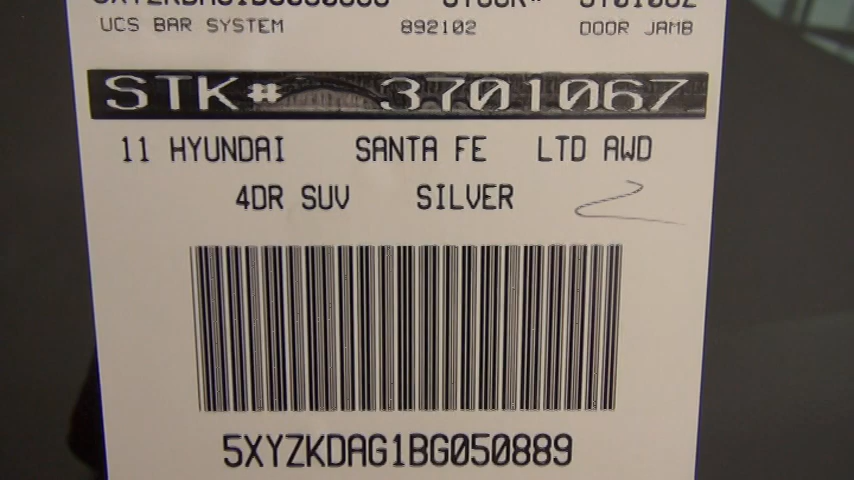 UCS BAR SYSTEM 892102 DOOR JAMB
STK# 3701067
11 HYUNDAI SANTA FE LTD AWD
4DR SUV SILVER
5XYZKDAG1BG050889